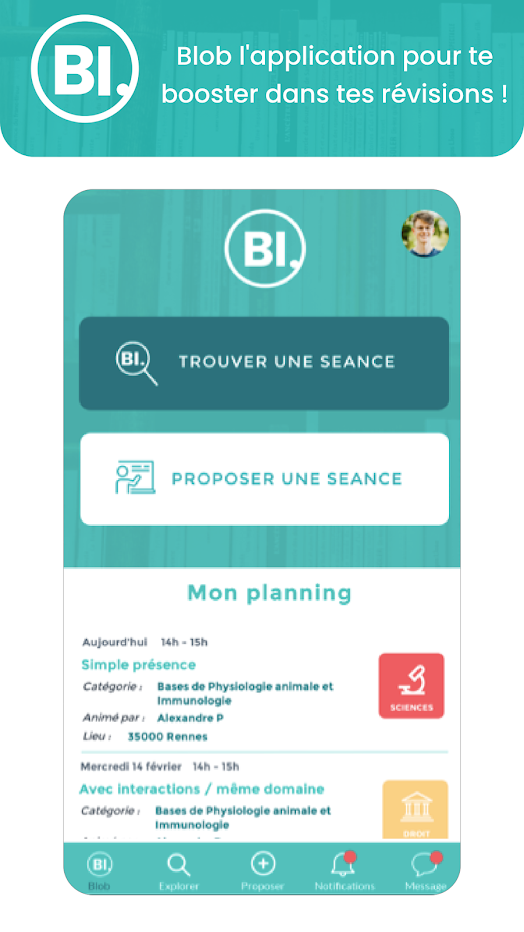 BI.
Blob l'application pour te
booster dans tes révisions !
BI.
BI.
TROUVER UNE SEANCE
PROPOSER UNE SEANCE
Mon planning
Aujourd'hui 14h - 15h
Simple présence
Catégorie : Bases de Physiologie animale et
Immunologie
Animé par : Alexandre P
Lieu : 35000 Rennes
SCIENCES
Mercredi 14 février 14h - 15h
Avec interactions / même domaine
Catégorie : Bases de Physiologie animale et
Immunologie
DROIT
BI.
Blob
Explorer
Proposer
Notifications
Message